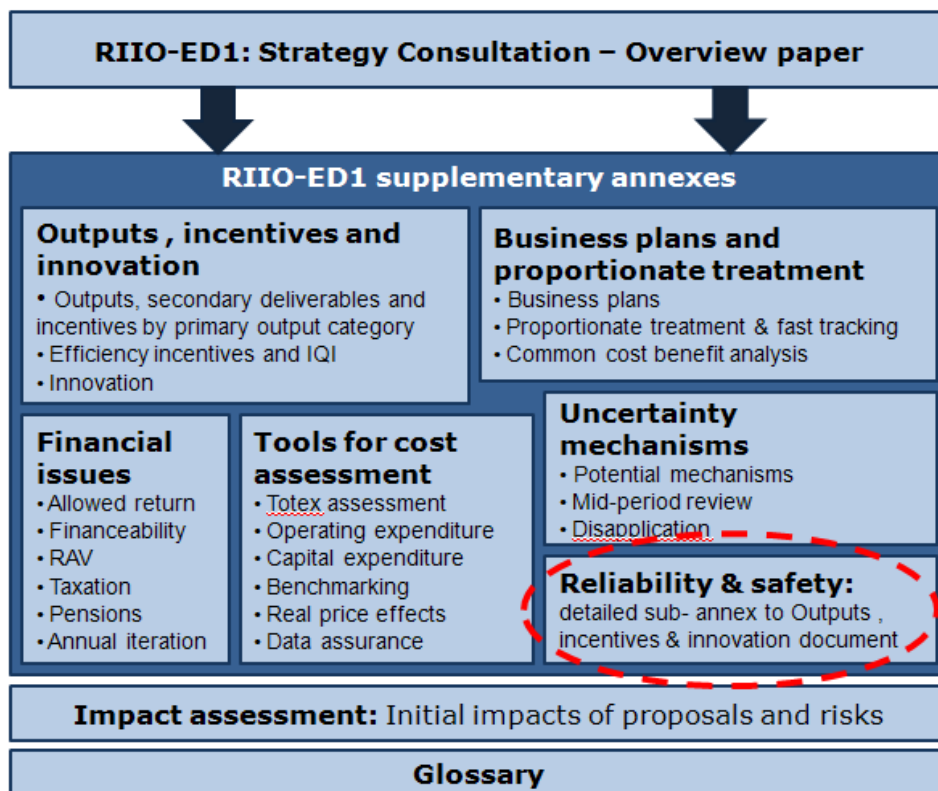 RIIO-ED1: Strategy Consultation – Overview paper
RIIO-ED1 supplementary annexes
Outputs , incentives and
innovation
• Outputs, secondary deliverables and
incentives by primary output category
• Efficiency incentives and IQI
• Innovation
Business plans and
proportionate treatment
• Business plans
• Proportionate treatment & fast tracking
• Common cost benefit analysis
Financial
issues
• Allowed return
• Financeability
• RAV
• Taxation
• Pensions
• Annual iteration
Tools for cost
assessment
• Totex assessment
• Operating expenditure
• Capital expenditure
• Benchmarking
• Real price effects
• Data assurance
Uncertainty
mechanisms
• Potential mechanisms
• Mid-period review
• Disapplication
Reliability & safety:
detailed sub- annex to Outputs ,
incentives & innovation document
Impact assessment: Initial impacts of proposals and risks
Glossary